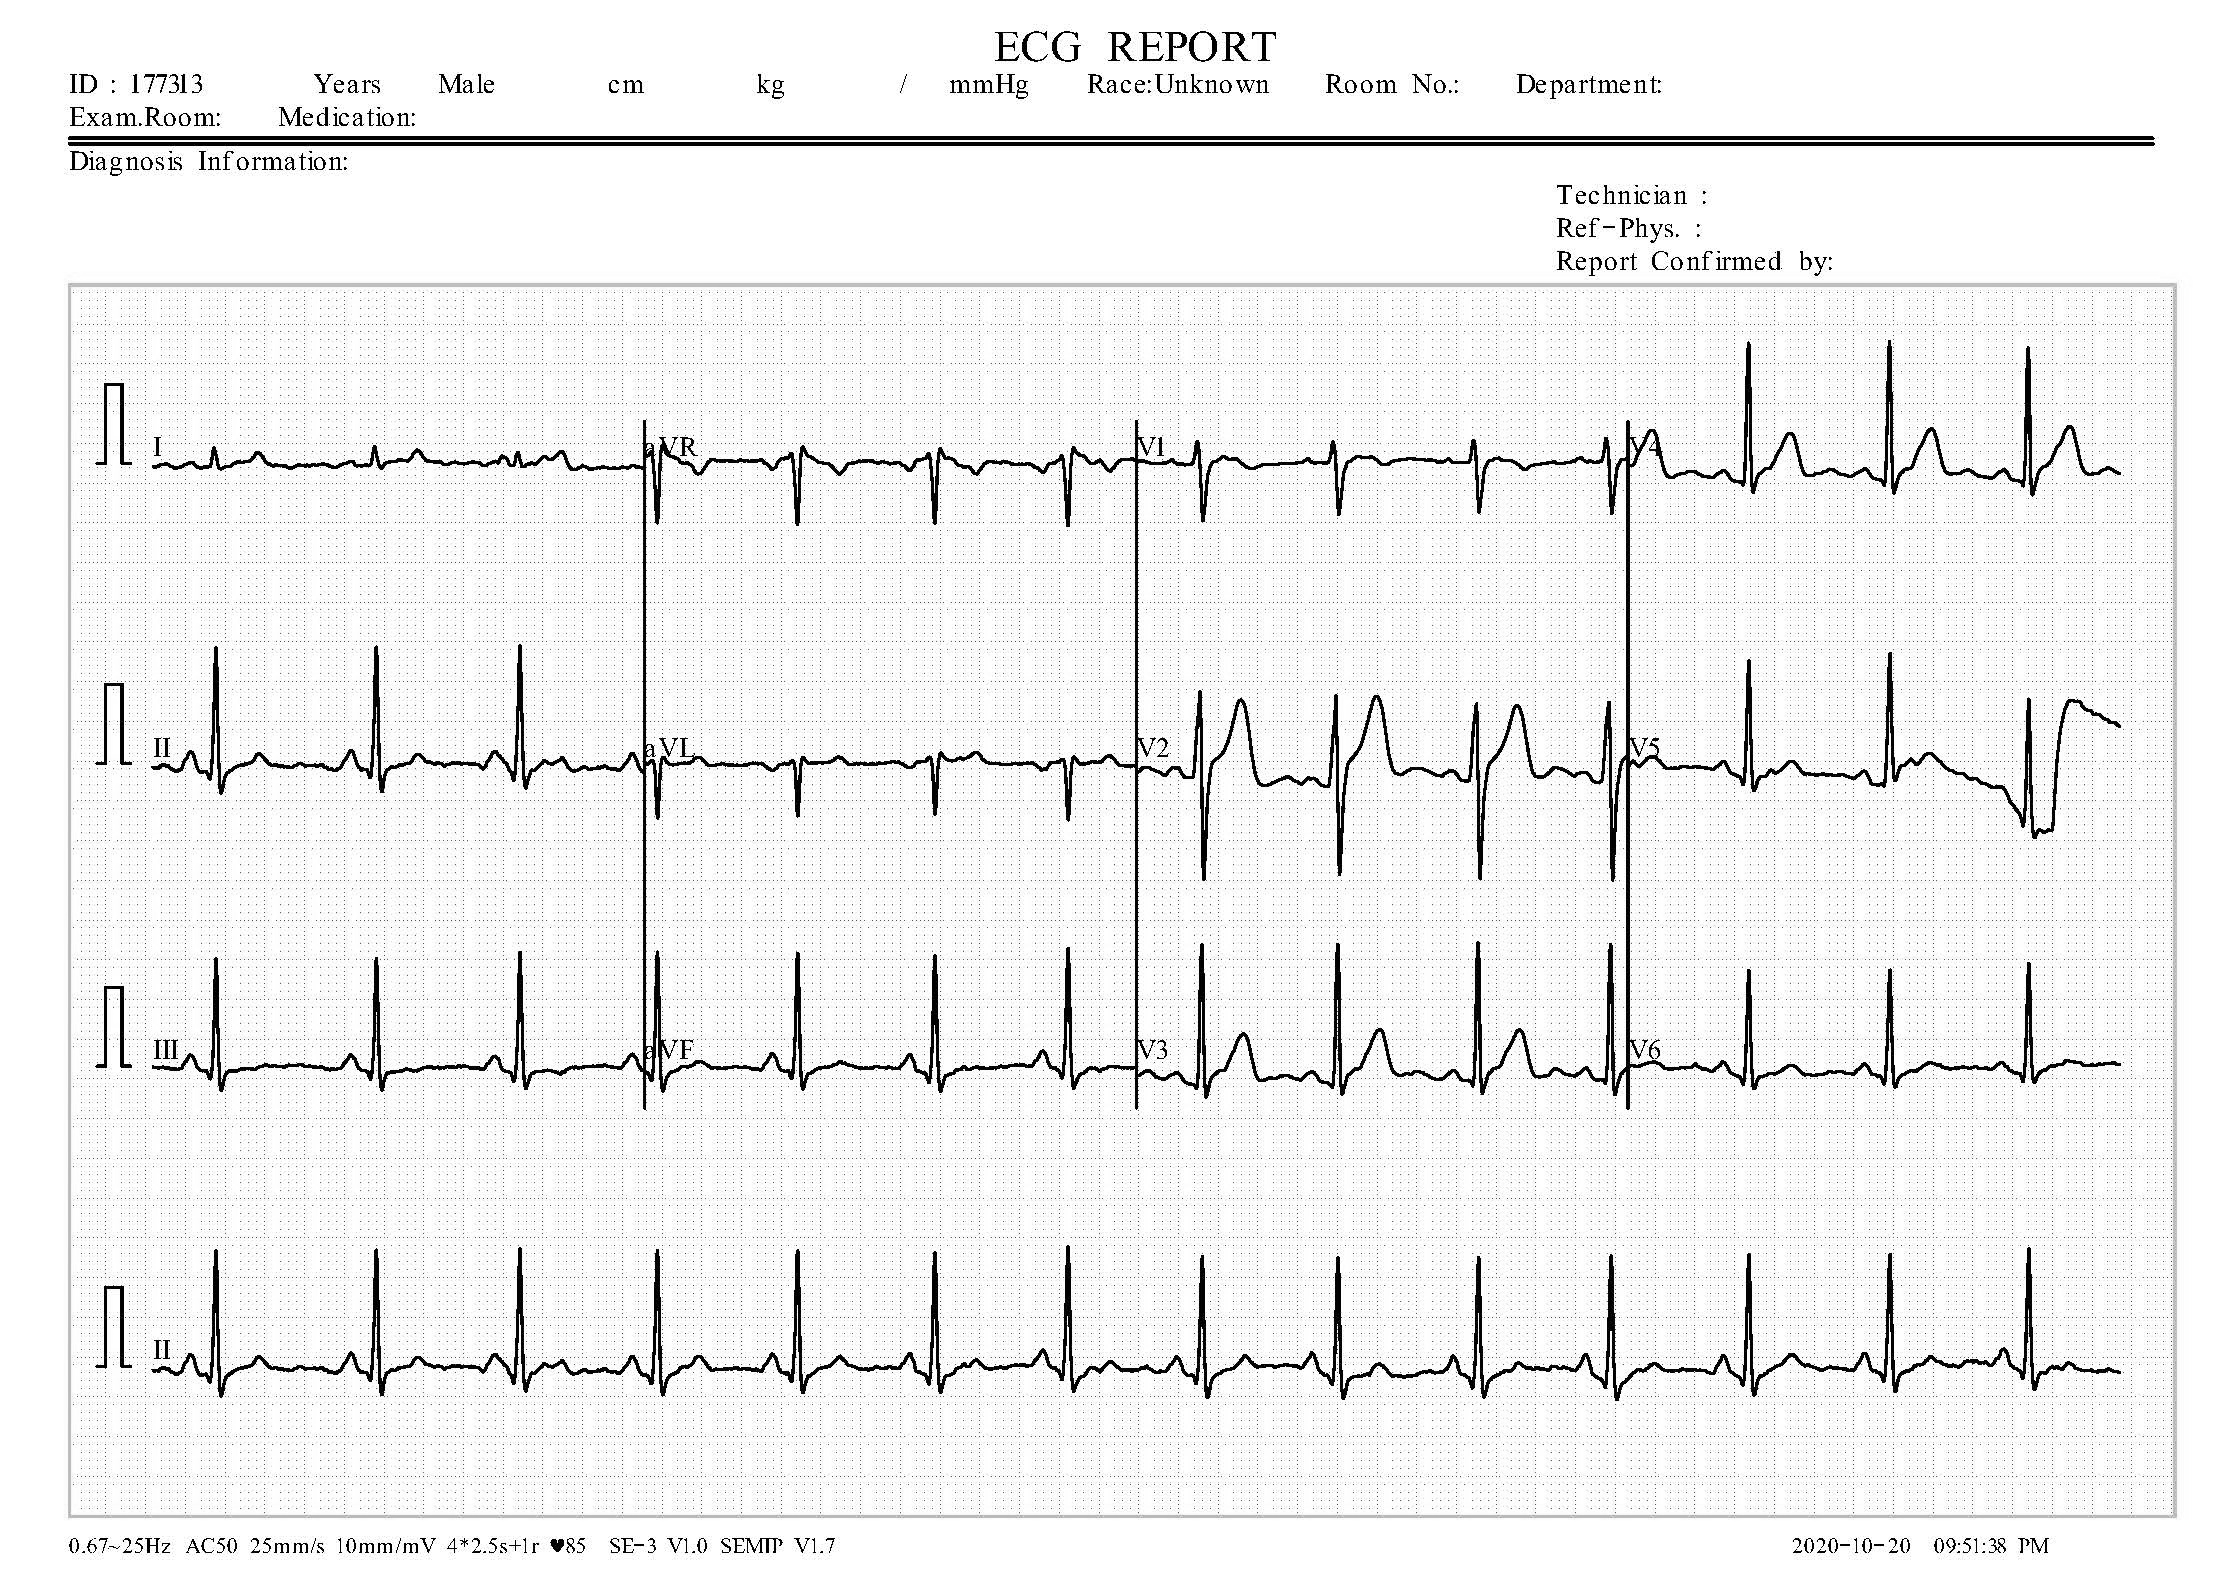 ECG REPORT
ID : 177313 Years Male cm kg / mmHg Race:Unknown Room No.: Department:
Exam.Room: Medication:
Diagnosis Information:
Technician :
Ref-Phys. :
Report Confirmed by:
I aVR V1 V4
II aVL V2 V5
III aVF V3 V6
II
0.67~25Hz AC50 25mm/s 10mm/mV 4*2.5s+1r ♥85 SE-3 V1.0 SEMIP V1.7 2020-10-20 09:51:38 PM